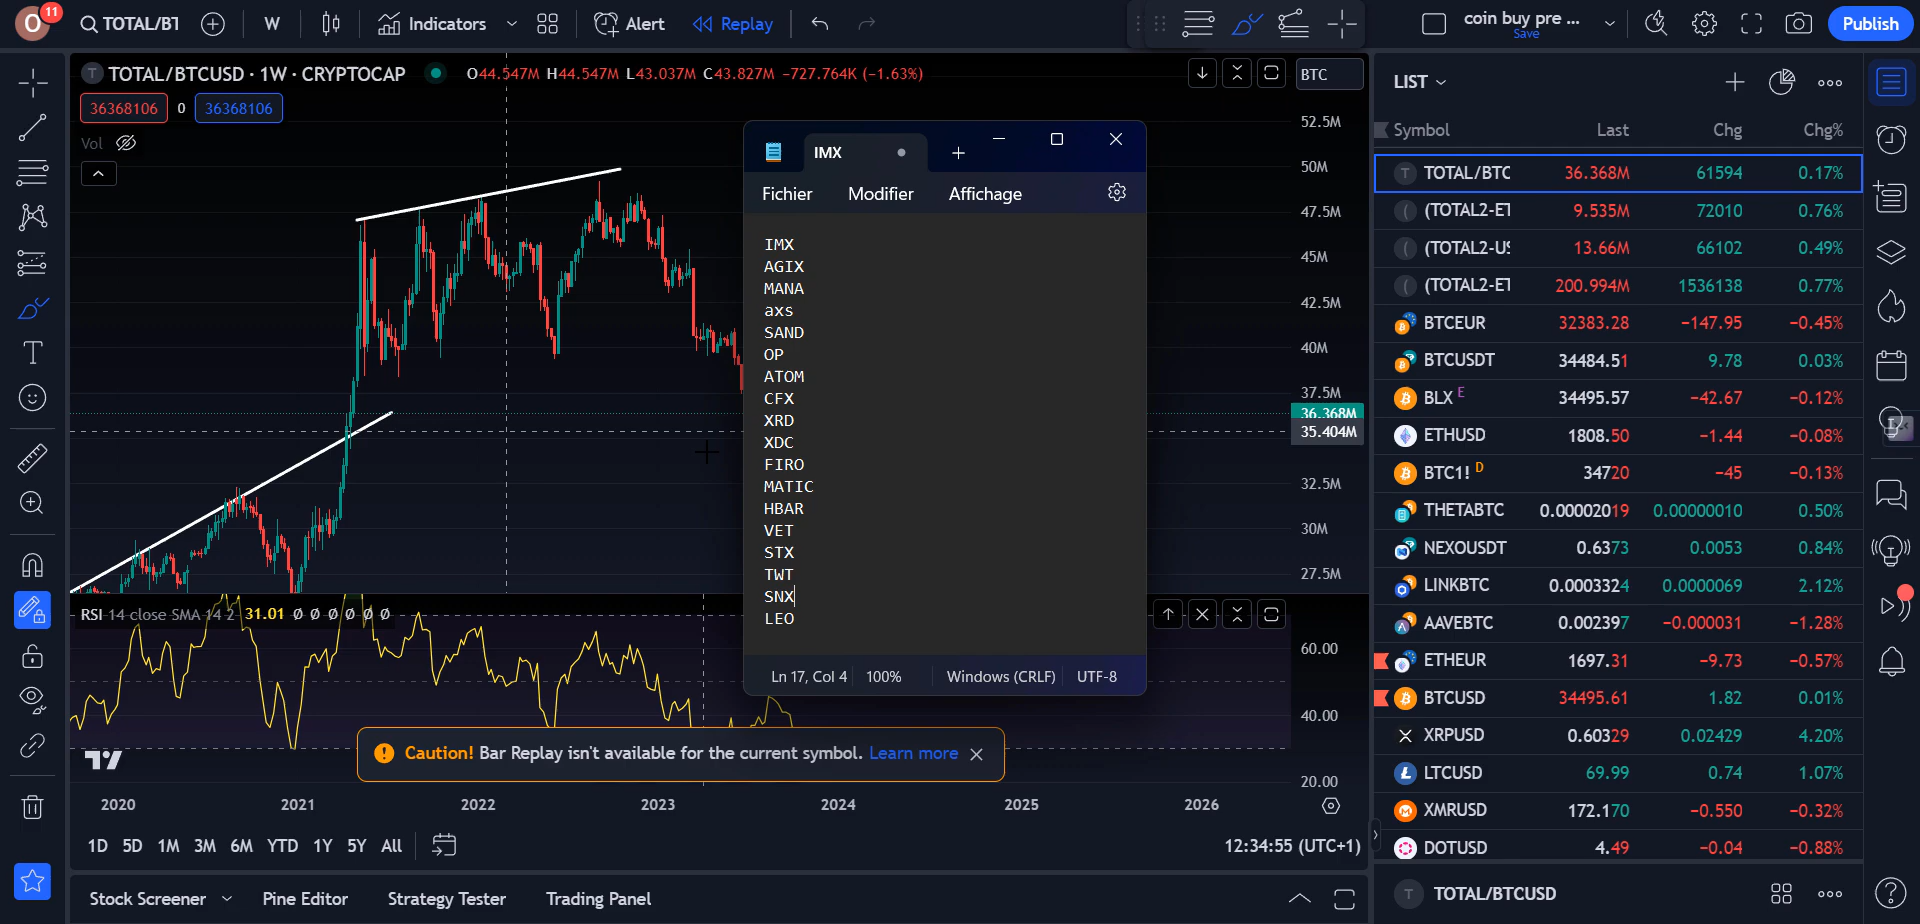 O 11 TOTAL/BT W Indicators Alert Replay coin buy pre ... Save Publish
T TOTAL/BTCUSD · 1W · CRYPTOCAP O44.547M H44.547M L43.037M C43.827M −727.764K (−1.63%) BTC
36368106 0 36368106
Vol
52.5M
50M
47.5M
45M
42.5M
40M
37.5M
36.368M
35.404M
32.5M
30M
27.5M
IMX
Fichier Modifier Affichage
IMX
AGIX
MANA
axs
SAND
OP
ATOM
CFX
XRD
XDC
FIRO
MATIC
HBAR
VET
STX
TWT
SNX
LEO
Ln 17, Col 4 100% Windows (CRLF) UTF-8
RSI 14 close SMA 14 2 31.01 Ø Ø Ø Ø Ø Ø
60.00
40.00
20.00
Caution! Bar Replay isn't available for the current symbol. Learn more
2020 2021 2022 2023 2024 2025 2026
1D 5D 1M 3M 6M YTD 1Y 5Y All 12:34:55 (UTC+1)
Stock Screener Pine Editor Strategy Tester Trading Panel
LIST
Symbol Last Chg Chg%
T TOTAL/BTC 36.368M 61594 0.17%
( (TOTAL2-ET 9.535M 72010 0.76%
( (TOTAL2-US 13.66M 66102 0.49%
( (TOTAL2-ET 200.994M 1536138 0.77%
BTCEUR 32383.28 −147.95 −0.45%
BTCUSDT 34484.51 9.78 0.03%
BLX E 34495.57 −42.67 −0.12%
ETHUSD 1808.50 −1.44 −0.08%
BTC1! D 34720 −45 −0.13%
THETABTC 0.00002019 0.00000010 0.50%
NEXOUSDT 0.6373 0.0053 0.84%
LINKBTC 0.0003324 0.0000069 2.12%
AAVEBTC 0.002397 −0.000031 −1.28%
ETHEUR 1697.31 −9.73 −0.57%
BTCUSD 34495.61 1.82 0.01%
XRPUSD 0.60329 0.02429 4.20%
LTCUSD 69.99 0.74 1.07%
XMRUSD 172.170 −0.550 −0.32%
DOTUSD 4.49 −0.04 −0.88%
T TOTAL/BTCUSD